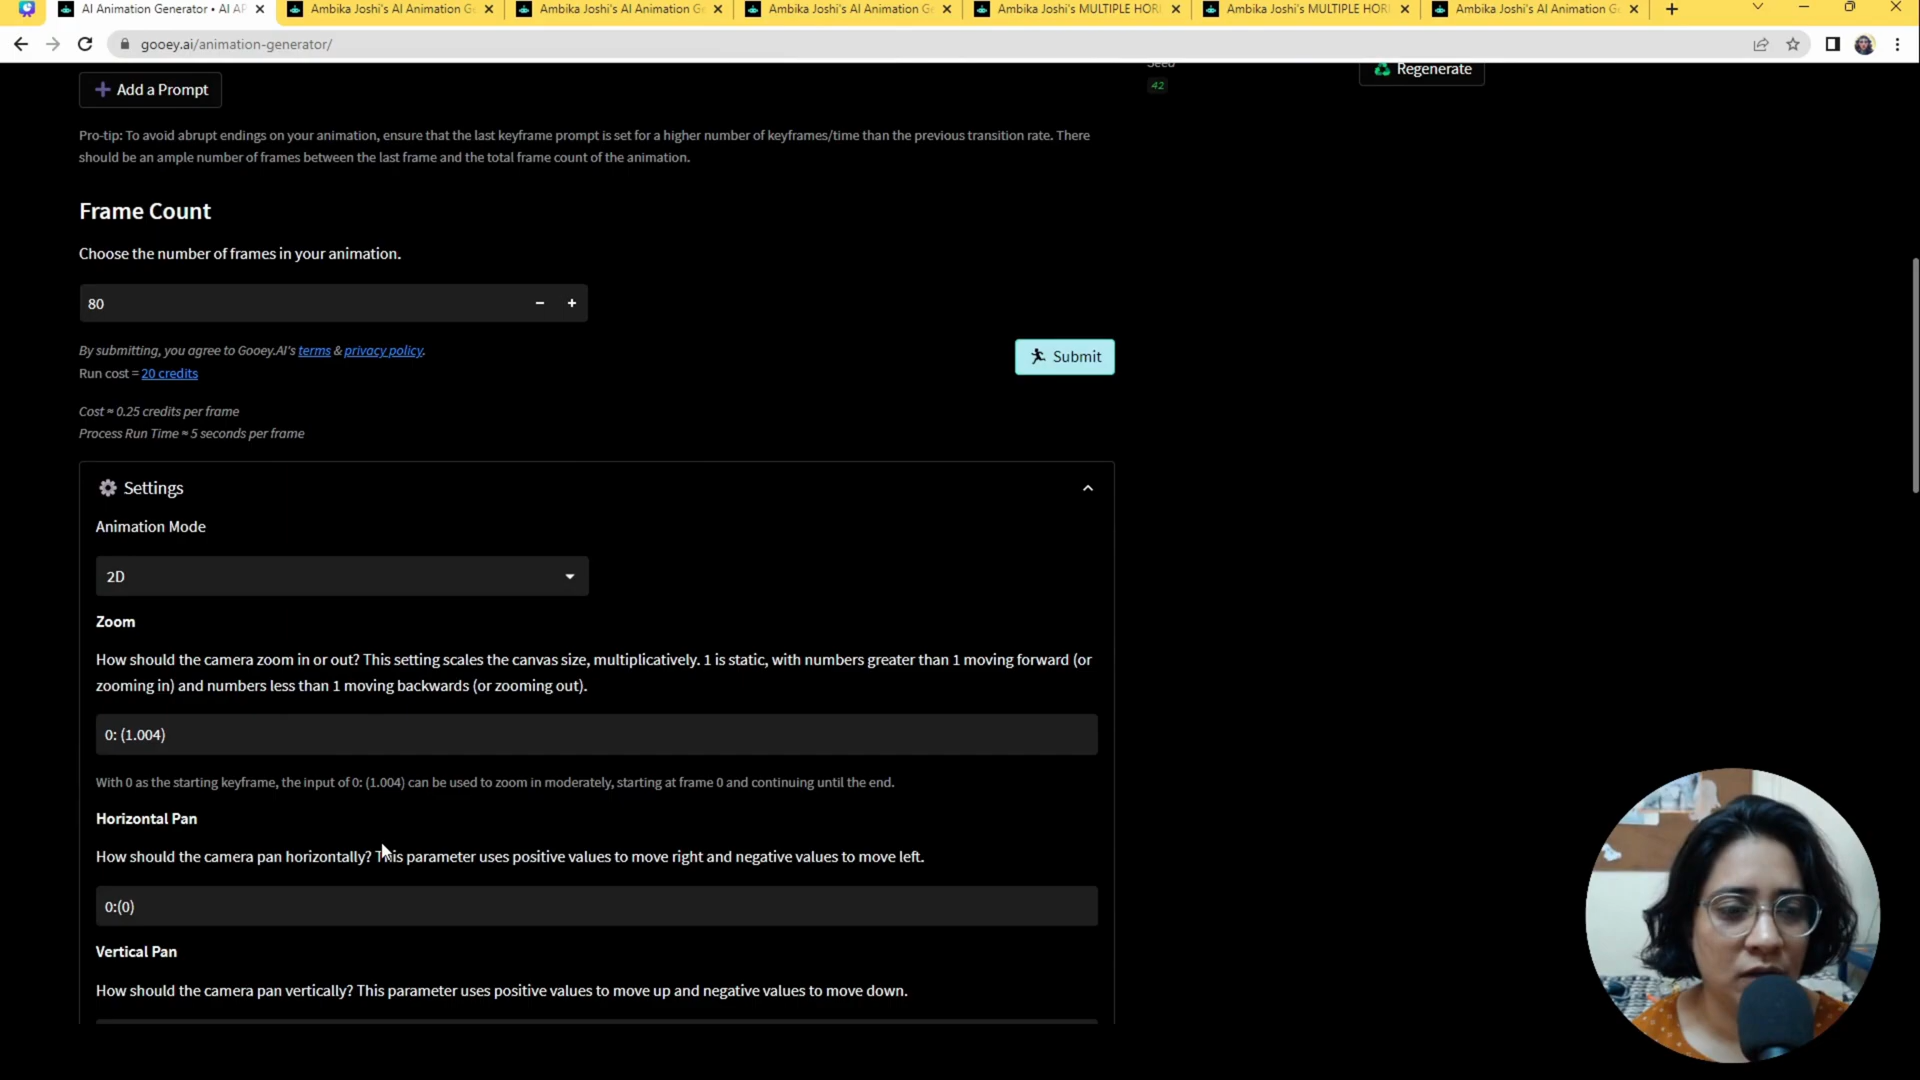 AI Animation Generator • AI AP
Ambika Joshi's AI Animation G
Ambika Joshi's AI Animation Ge
Ambika Joshi's AI Animation G
Ambika Joshi's MULTIPLE HOR
Ambika Joshi's MULTIPLE HOR
Ambika Joshi's AI Animation G
gooey.ai/animation-generator/
Add a Prompt
Seed
42
Regenerate
Pro-tip: To avoid abrupt endings on your animation, ensure that the last keyframe prompt is set for a higher number of keyframes/time than the previous transition rate. There
should be an ample number of frames between the last frame and the total frame count of the animation.
Frame Count
Choose the number of frames in your animation.
80
By submitting, you agree to Gooey.AI's terms & privacy policy.
Run cost = 20 credits
Submit
Cost ≈ 0.25 credits per frame
Process Run Time ≈ 5 seconds per frame
Settings
Animation Mode
2D
Zoom
How should the camera zoom in or out? This setting scales the canvas size, multiplicatively. 1 is static, with numbers greater than 1 moving forward (or
zooming in) and numbers less than 1 moving backwards (or zooming out).
0: (1.004)
With 0 as the starting keyframe, the input of 0: (1.004) can be used to zoom in moderately, starting at frame 0 and continuing until the end.
Horizontal Pan
How should the camera pan horizontally? This parameter uses positive values to move right and negative values to move left.
0:(0)
Vertical Pan
How should the camera pan vertically? This parameter uses positive values to move up and negative values to move down.